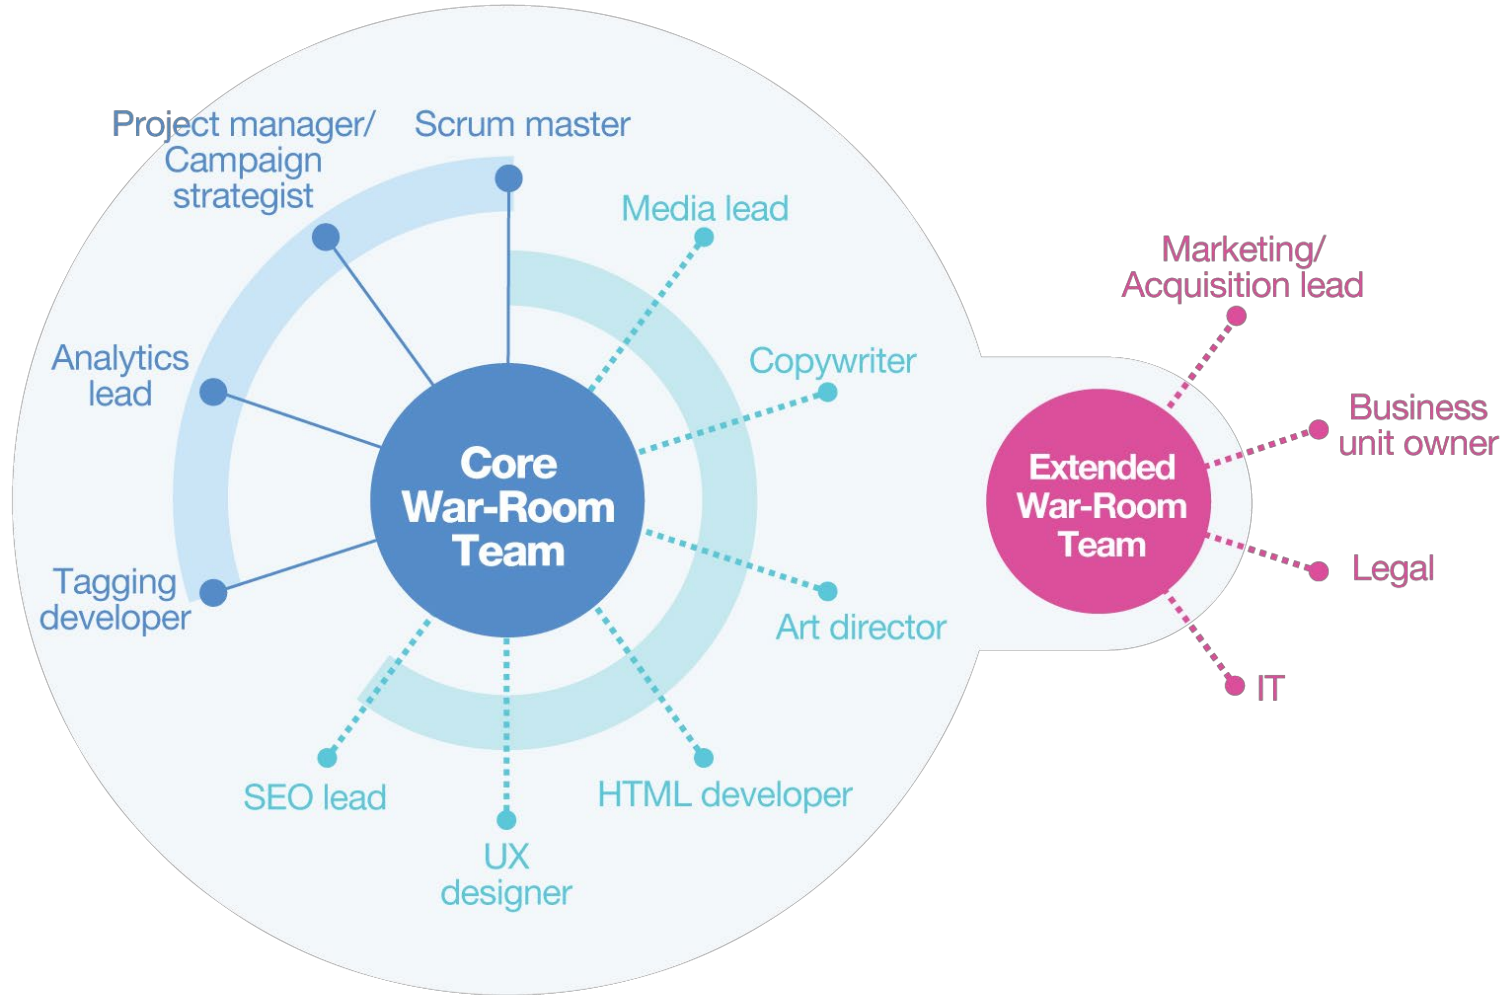 Project manager/
Campaign
strategist
Scrum master
Media lead
Copywriter
Analytics
lead
Core
War-Room
Team
Tagging
developer
Art director
SEO lead
HTML developer
UX
designer
Marketing/
Acquisition lead
Business
unit owner
Extended
War-Room
Team
Legal
IT